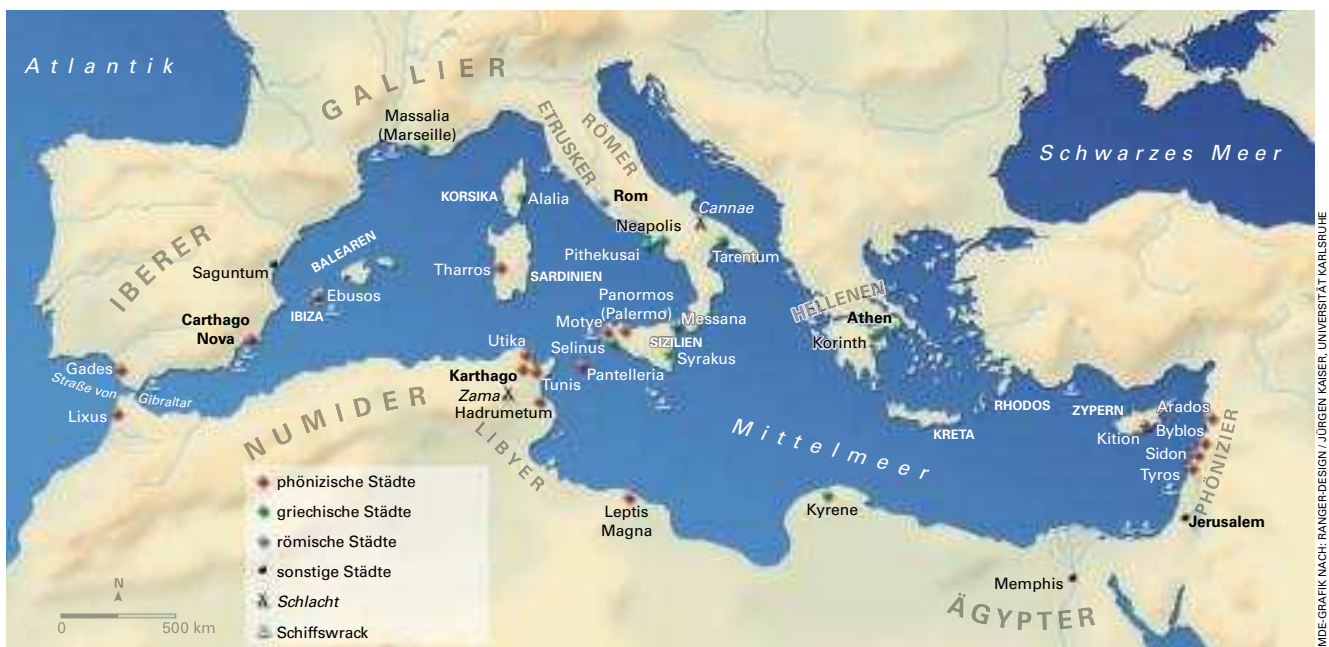 Atlantik
GALLIER
Massalia
(Marseille)
ETRUSKER
RÖMER
Schwarzes Meer
KORSIKA
Alalia
Rom
Cannae
Neapolis
IBERER
BALEAREN
Saguntum
Pithekusai
Tarentum
Tharros
SARDINIEN
Ebusos
IBIZA
Panormos
(Palermo)
HELLENEN
Carthago
Nova
Motye
Messana
Athen
Utika
SIZILIEN
Korinth
Selinus
Syrakus
Gades
Karthago
Tunis
Pantelleria
Straße von
Gibraltar
Zama
Lixus
Hadrumetum
NUMIDER
LIBYER
RHODOS
ZYPERN
Arados
KRETA
Kition
Byblos
Sidon
Tyros
PHÖNIZIER
Mittelmeer
Leptis
Magna
Kyrene
Jerusalem
Memphis
ÄGYPTER
phönizische Städte
griechische Städte
römische Städte
sonstige Städte
Schlacht
Schiffswrack
N
0 500 km
MDE-GRAFIK NACH: RANGER-DESIGN / JÜRGEN KAISER, UNIVERSITÄT KARLSRUHE